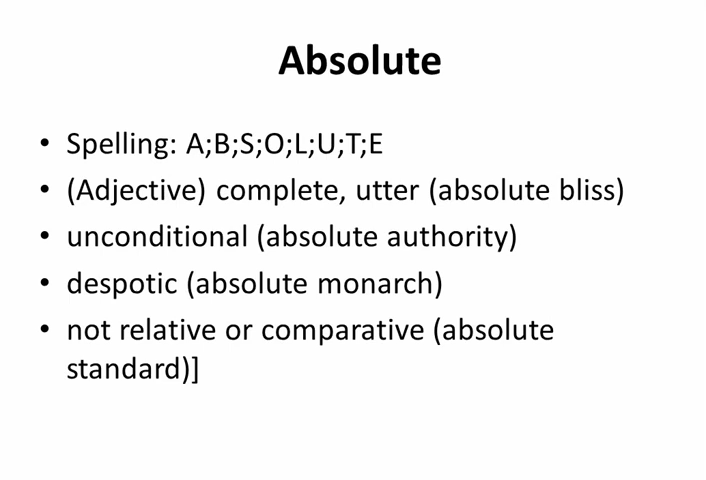 Absolute
• Spelling: A;B;S;O;L;U;T;E
• (Adjective) complete, utter (absolute bliss)
• unconditional (absolute authority)
• despotic (absolute monarch)
• not relative or comparative (absolute
standard)]